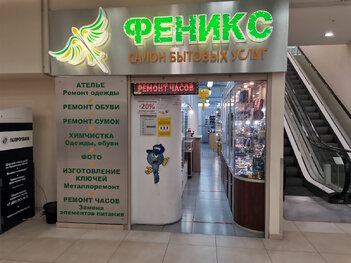 ФЕНИКС
САЛОН БЫТОВЫХ УСЛУГ
РЕМОНТ ЧАСОВ
-20%
АТЕЛЬЕ
Ремонт одежды
РЕМОНТ ОБУВИ
РЕМОНТ СУМОК
ХИМЧИСТКА
Одежды, обуви
ФОТО
ИЗГОТОВЛЕНИЕ
КЛЮЧЕЙ
Металлоремонт
РЕМОНТ ЧАСОВ
Замена
элементов питания
ГАЗПРОМБАНК